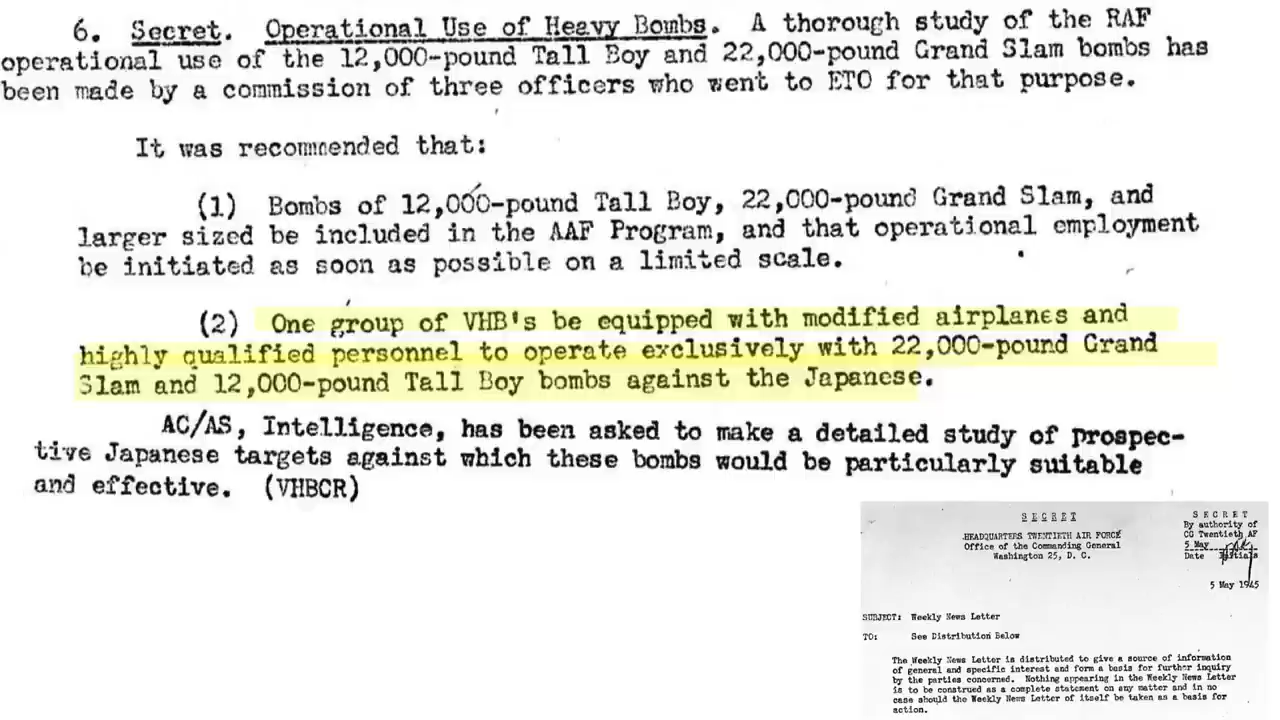 6. Secret. Operational Use of Heavy Bombs. A thorough study of the RAF
operational use of the 12,000-pound Tall Boy and 22,000-pound Grand Slam bombs has
been made by a commission of three officers who went to ETO for that purpose.
It was recommended that:
(1) Bombs of 12,000-pound Tall Boy, 22,000-pound Grand Slam, and
larger sized be included in the AAF Program, and that operational employment
be initiated as soon as possible on a limited scale.
(2) One group of VHB's be equipped with modified airplanes and
highly qualified personnel to operate exclusively with 22,000-pound Grand
Slam and 12,000-pound Tall Boy bombs against the Japanese.
AC/AS, Intelligence, has been asked to make a detailed study of prospec-
tive Japanese targets against which these bombs would be particularly suitable
and effective. (VHBCR)
SECRET
HEADQUARTERS TWENTIETH AIR FORCE
Office of the Commanding General
Washington 25, D. C.
SECRET
By authority of
CG Twentieth AF
5 May
Date Initials
5 May 1945
SUBJECT: Weekly News Letter
TO: See Distribution Below
The Weekly News Letter is distributed to give a source of information
of general and specific interest and form a basis for further inquiry
by the parties concerned. Nothing appearing in the Weekly News Letter
is to be construed as a complete statement on any matter and in no
case should the Weekly News Letter of itself be taken as a basis for
action.